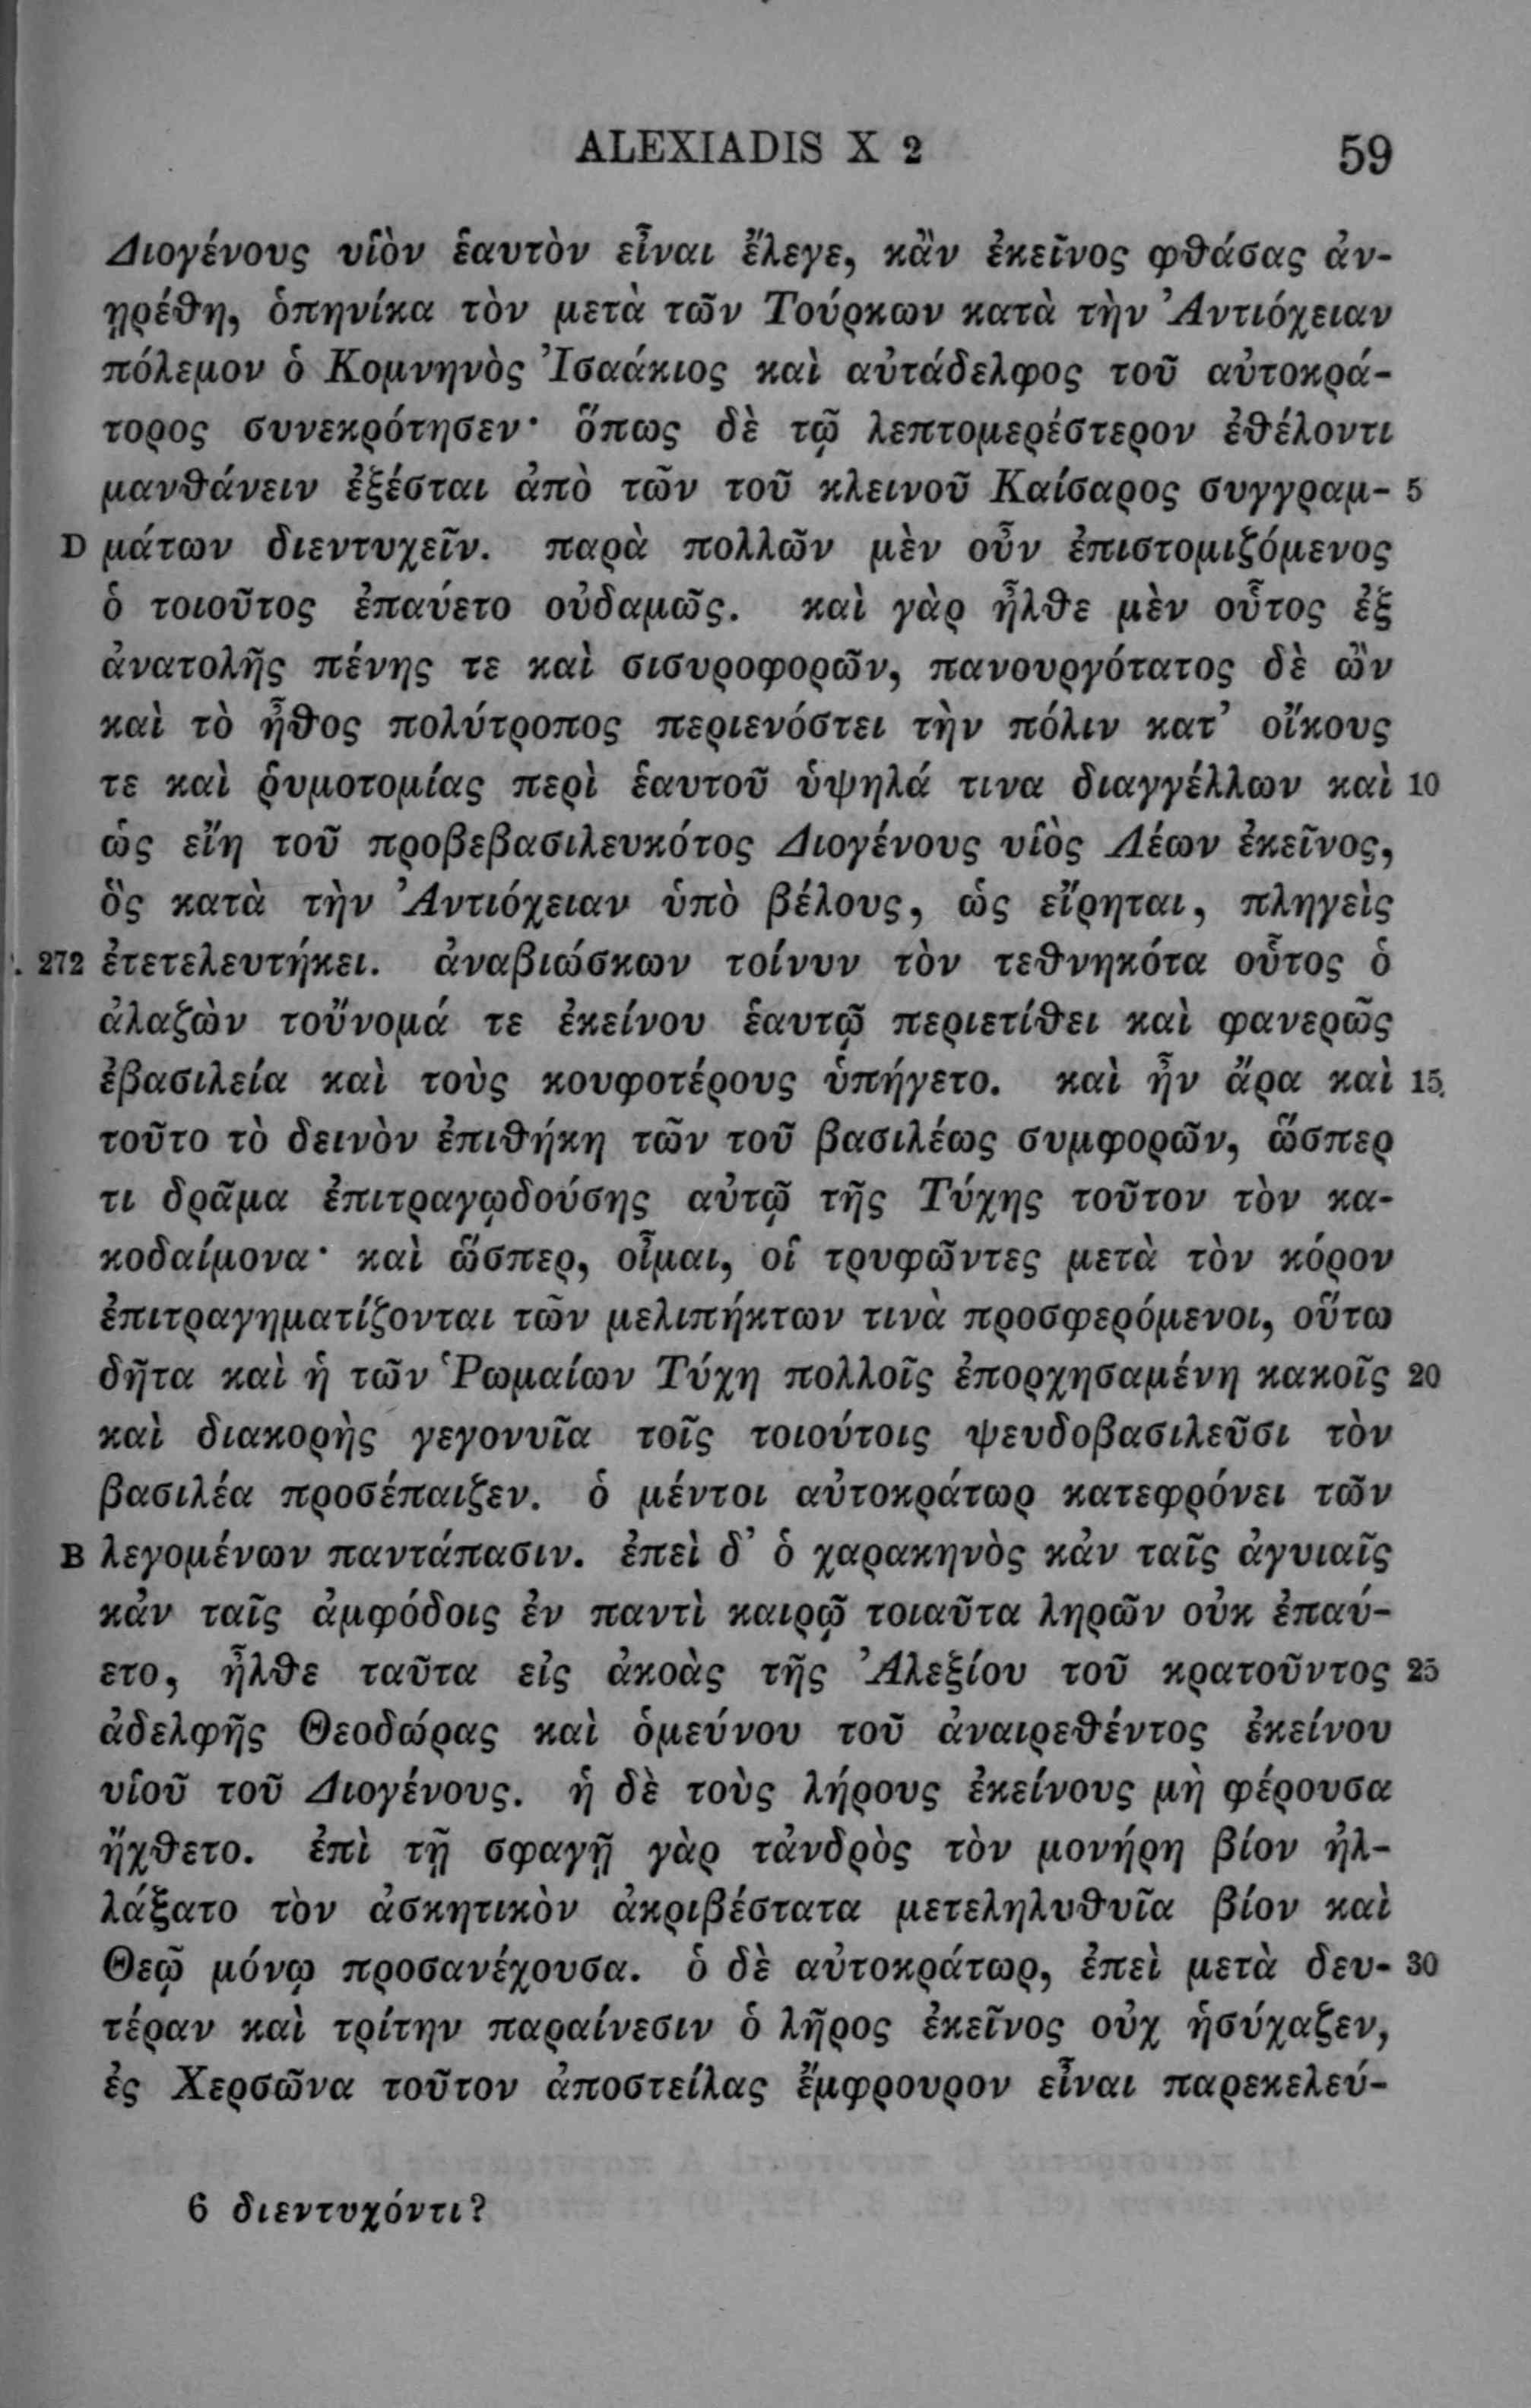 ALEXIADIS X 2 59
Διογένους υἱὸν ἑαυτὸν εἶναι ἔλεγε, κἂν ἐκεῖνος φθάσας ἀν-
ῃρέθη, ὁπηνίκα τὸν μετὰ τῶν Τούρκων κατὰ τὴν Ἀντιόχειαν
πόλεμον ὁ Κομνηνὸς Ἰσαάκιος καὶ αὐτάδελφος τοῦ αὐτοκρά-
τορος συνεκρότησεν· ὅπως δὲ τῷ λεπτομερέστερον ἐθέλοντι
μανθάνειν ἐξέσται ἀπὸ τῶν τοῦ κλεινοῦ Καίσαρος συγγραμ- 5
D μάτων διεντυχεῖν. παρὰ πολλῶν μὲν οὖν ἐπιστομιζόμενος
ὁ τοιοῦτος ἐπαύετο οὐδαμῶς. καὶ γὰρ ἦλθε μὲν οὗτος ἐξ
ἀνατολῆς πένης τε καὶ σισυροφορῶν, πανουργότατος δὲ ὢν
καὶ τὸ ἦθος πολύτροπος περιενόστει τὴν πόλιν κατ’ οἴκους
τε καὶ ῥυμοτομίας περὶ ἑαυτοῦ ὑψηλά τινα διαγγέλλων καὶ 10
ὡς εἴη τοῦ προβεβασιλευκότος Διογένους υἱὸς Λέων ἐκεῖνος,
ὃς κατὰ τὴν Ἀντιόχειαν ὑπὸ βέλους, ὡς εἴρηται, πληγεὶς
. 272 ἐτετελευτήκει. ἀναβιώσκων τοίνυν τὸν τεθνηκότα οὗτος ὁ
ἀλαζὼν τοὔνομά τε ἐκείνου ἑαυτῷ περιετίθει καὶ φανερῶς
ἐβασιλεία καὶ τοὺς κουφοτέρους ὑπήγετο. καὶ ἦν ἄρα καὶ 15
τοῦτο τὸ δεινὸν ἐπιθήκη τῶν τοῦ βασιλέως συμφορῶν, ὥσπερ
τι δρᾶμα ἐπιτραγῳδούσης αὐτῷ τῆς Τύχης τοῦτον τὸν κα-
κοδαίμονα· καὶ ὥσπερ, οἶμαι, οἱ τρυφῶντες μετὰ τὸν κόρον
ἐπιτραγηματίζονται τῶν μελιπήκτων τινὰ προσφερόμενοι, οὕτω
δῆτα καὶ ἡ τῶν Ῥωμαίων Τύχη πολλοῖς ἐπορχησαμένη κακοῖς 20
καὶ διακορὴς γεγονυῖα τοῖς τοιούτοις ψευδοβασιλεῦσι τὸν
βασιλέα προσέπαιζεν. ὁ μέντοι αὐτοκράτωρ κατεφρόνει τῶν
B λεγομένων παντάπασιν. ἐπεὶ δ’ ὁ χαρακηνὸς κἀν ταῖς ἀγυιαῖς
κἀν ταῖς ἀμφόδοις ἐν παντὶ καιρῷ τοιαῦτα ληρῶν οὐκ ἐπαύ-
ετο, ἦλθε ταῦτα εἰς ἀκοὰς τῆς Ἀλεξίου τοῦ κρατοῦντος 25
ἀδελφῆς Θεοδώρας καὶ ὁμεύνου τοῦ ἀναιρεθέντος ἐκείνου
υἱοῦ τοῦ Διογένους. ἡ δὲ τοὺς λήρους ἐκείνους μὴ φέρουσα
ἤχθετο. ἐπὶ τῇ σφαγῇ γὰρ τἀνδρὸς τὸν μονήρη βίον ἠλ-
λάξατο τὸν ἀσκητικὸν ἀκριβέστατα μετεληλυθυῖα βίον καὶ
Θεῷ μόνῳ προσανέχουσα. ὁ δὲ αὐτοκράτωρ, ἐπεὶ μετὰ δευ- 30
τέραν καὶ τρίτην παραίνεσιν ὁ λῆρος ἐκεῖνος οὐχ ἡσύχαζεν,
ἐς Χερσῶνα τοῦτον ἀποστείλας ἔμφρουρον εἶναι παρεκελεύ-
6 διεντυχόντι?